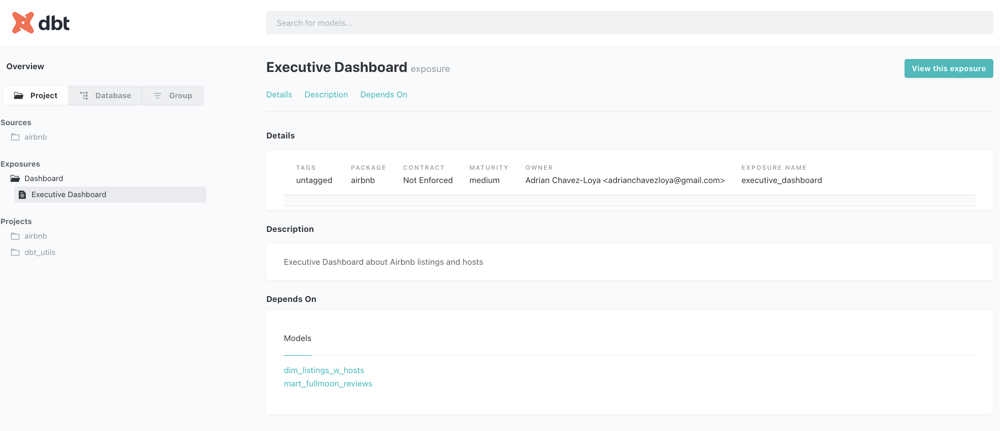 dbt
Search for models...
Overview
Project Database Group
Sources
airbnb
Exposures
Dashboard
Executive Dashboard
Projects
airbnb
dbt_utils
Executive Dashboard exposure
View this exposure
Details Description Depends On
Details
TAGS PACKAGE CONTRACT MATURITY OWNER EXPOSURE NAME
untagged airbnb Not Enforced medium Adrian Chavez-Loya <adrianchavezloya@gmail.com> executive_dashboard
Description
Executive Dashboard about Airbnb listings and hosts
Depends On
Models
dim_listings_w_hosts
mart_fullmoon_reviews